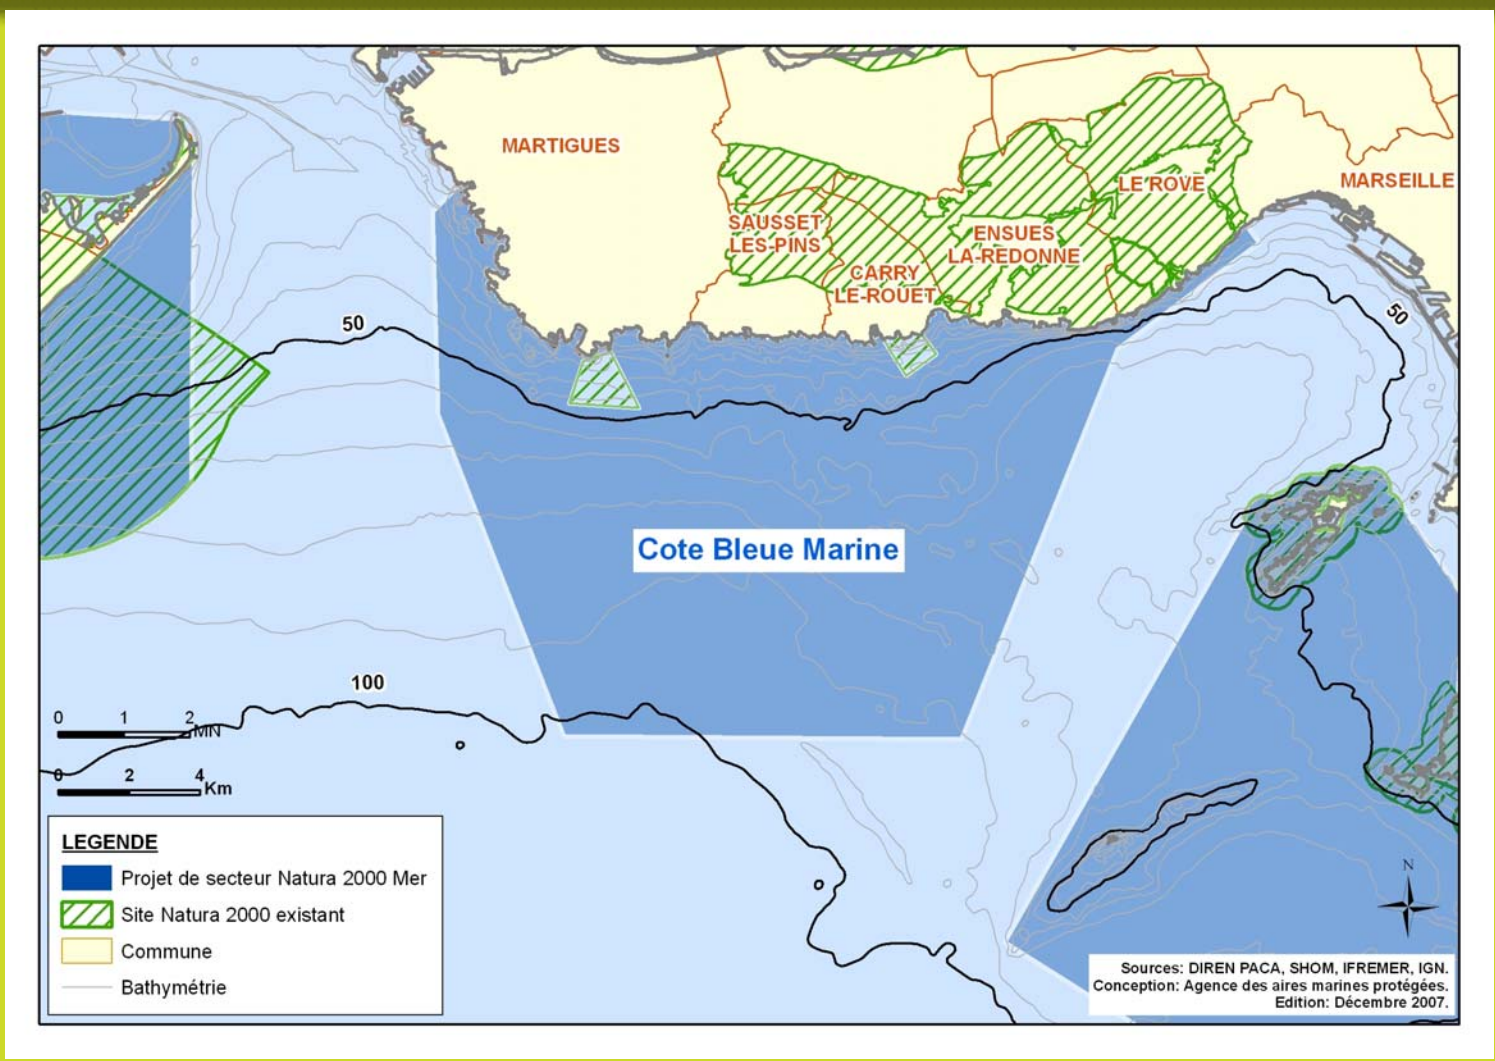 MARTIGUES
LE ROVE
MARSEILLE
SAUSSET
LES-PINS
ENSUES
LA-REDONNE
CARRY
LE-ROUET
50
50
Cote Bleue Marine
100
0 1 2
MN
0 2 4
Km
LEGENDE
Projet de secteur Natura 2000 Mer
Site Natura 2000 existant
Commune
Bathymétrie
N
Sources: DIREN PACA, SHOM, IFREMER, IGN.
Conception: Agence des aires marines protégées.
Edition: Décembre 2007.